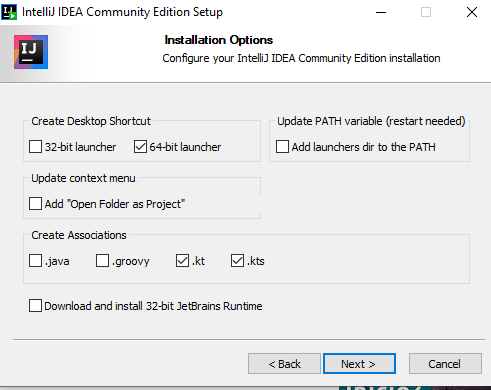 IntelliJ IDEA Community Edition Setup
IJ
Installation Options
Configure your IntelliJ IDEA Community Edition installation
Create Desktop Shortcut
32-bit launcher
64-bit launcher
Update PATH variable (restart needed)
Add launchers dir to the PATH
Update context menu
Add "Open Folder as Project"
Create Associations
.java
.groovy
.kt
.kts
Download and install 32-bit JetBrains Runtime
< Back
Next >
Cancel